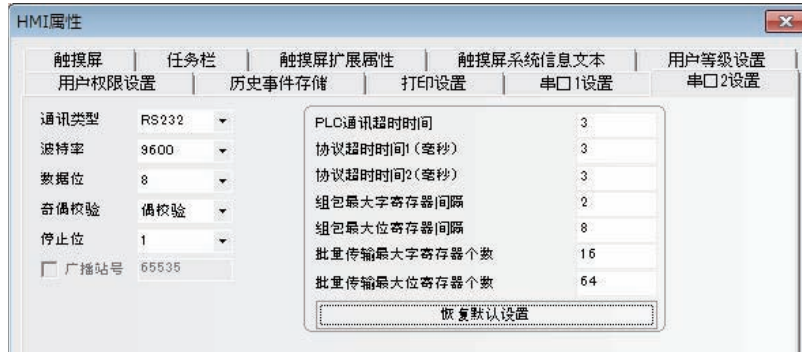 HMI属性
触摸屏 任务栏 触摸屏扩展属性 触摸屏系统信息文本 用户等级设置
用户权限设置 历史事件存储 打印设置 串口1设置 串口2设置
通讯类型 RS232
波特率 9600
数据位 8
奇偶校验 偶校验
停止位 1
广播站号 65535
PLC通讯超时时间 3
协议超时时间1(毫秒) 3
协议超时时间2(毫秒) 3
组包最大字寄存器间隔 2
组包最大位寄存器间隔 8
批量传输最大字寄存器个数 16
批量传输最大位寄存器个数 64
恢复默认设置